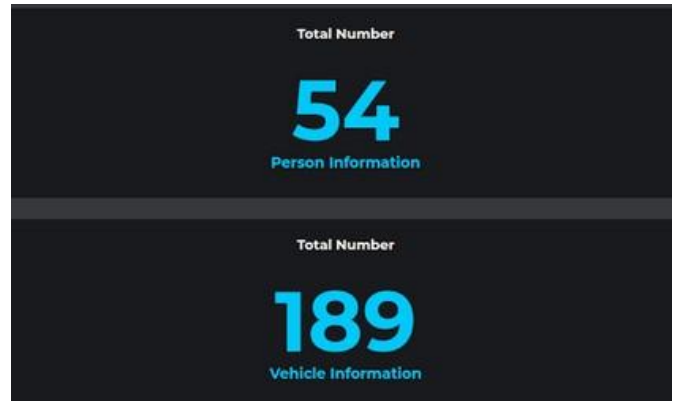 Total Number
54
Person Information
Total Number
189
Vehicle Information